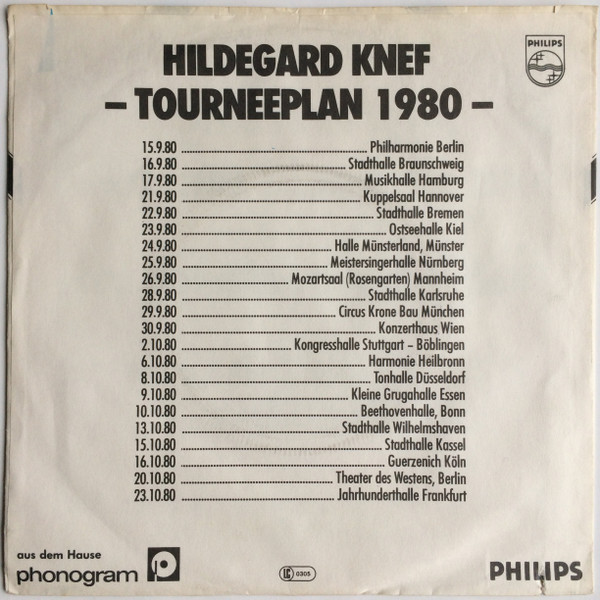 HILDEGARD KNEF
PHILIPS
– TOURNEEPLAN 1980 –
15.9.80 ........ Philharmonie Berlin
16.9.80 ........ Stadthalle Braunschweig
17.9.80 ........ Musikhalle Hamburg
21.9.80 ........ Kuppelsaal Hannover
22.9.80 ........ Stadthalle Bremen
23.9.80 ........ Ostseehalle Kiel
24.9.80 ........ Halle Münsterland, Münster
25.9.80 ........ Meistersingerhalle Nürnberg
26.9.80 ........ Mozartsaal (Rosengarten) Mannheim
28.9.80 ........ Stadthalle Karlsruhe
29.9.80 ........ Circus Krone Bau München
30.9.80 ........ Konzerthaus Wien
2.10.80 ........ Kongresshalle Stuttgart – Böblingen
6.10.80 ........ Harmonie Heilbronn
8.10.80 ........ Tonhalle Düsseldorf
9.10.80 ........ Kleine Grugahalle Essen
10.10.80 ........ Beethovenhalle, Bonn
13.10.80 ........ Stadthalle Wilhelmshaven
15.10.80 ........ Stadthalle Kassel
16.10.80 ........ Guerzenich Köln
20.10.80 ........ Theater des Westens, Berlin
23.10.80 ........ Jahrhunderthalle Frankfurt
aus dem Hause
phonogram p
LC 0305
PHILIPS